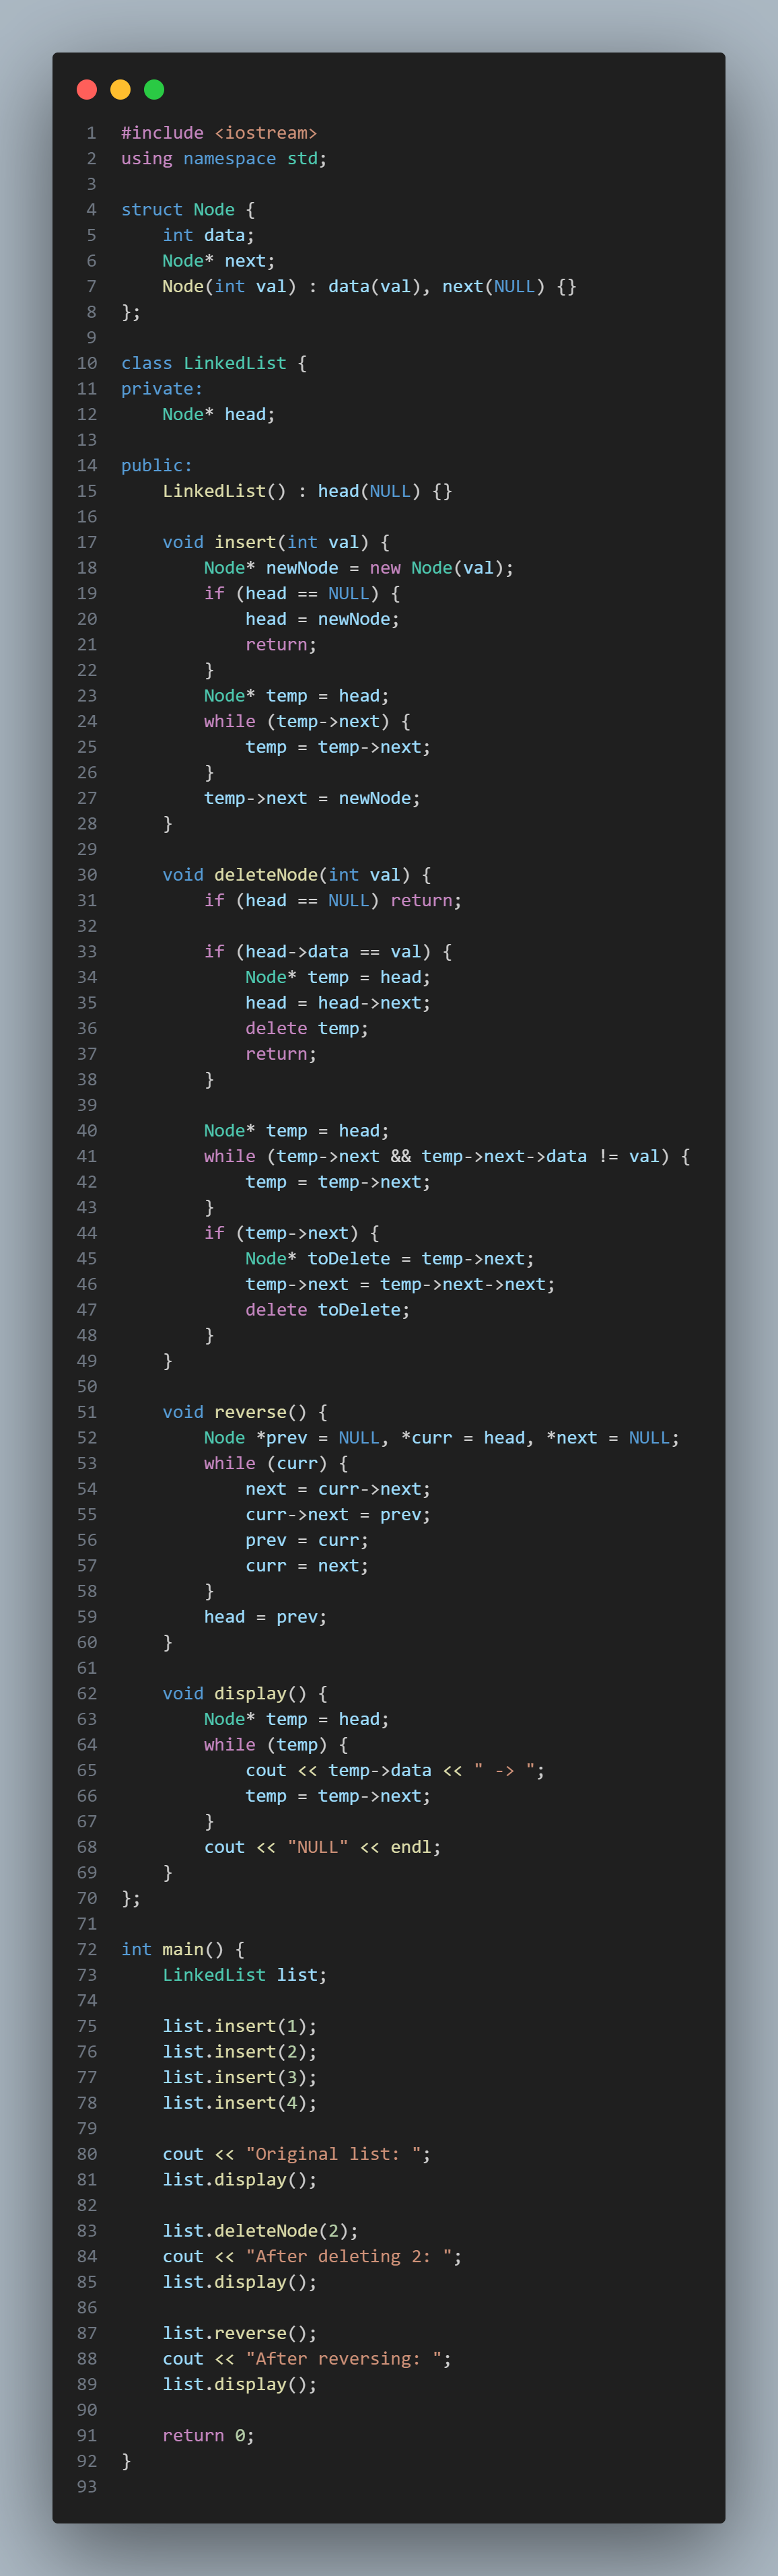 1 #include <iostream>
2 using namespace std;
3
4 struct Node {
5     int data;
6     Node* next;
7     Node(int val) : data(val), next(NULL) {}
8 };
9
10 class LinkedList {
11 private:
12     Node* head;
13
14 public:
15     LinkedList() : head(NULL) {}
16
17     void insert(int val) {
18         Node* newNode = new Node(val);
19         if (head == NULL) {
20             head = newNode;
21             return;
22         }
23         Node* temp = head;
24         while (temp->next) {
25             temp = temp->next;
26         }
27         temp->next = newNode;
28     }
29
30     void deleteNode(int val) {
31         if (head == NULL) return;
32
33         if (head->data == val) {
34             Node* temp = head;
35             head = head->next;
36             delete temp;
37             return;
38         }
39
40         Node* temp = head;
41         while (temp->next && temp->next->data != val) {
42             temp = temp->next;
43         }
44         if (temp->next) {
45             Node* toDelete = temp->next;
46             temp->next = temp->next->next;
47             delete toDelete;
48         }
49     }
50
51     void reverse() {
52         Node *prev = NULL, *curr = head, *next = NULL;
53         while (curr) {
54             next = curr->next;
55             curr->next = prev;
56             prev = curr;
57             curr = next;
58         }
59         head = prev;
60     }
61
62     void display() {
63         Node* temp = head;
64         while (temp) {
65             cout << temp->data << " -> ";
66             temp = temp->next;
67         }
68         cout << "NULL" << endl;
69     }
70 };
71
72 int main() {
73     LinkedList list;
74
75     list.insert(1);
76     list.insert(2);
77     list.insert(3);
78     list.insert(4);
79
80     cout << "Original list: ";
81     list.display();
82
83     list.deleteNode(2);
84     cout << "After deleting 2: ";
85     list.display();
86
87     list.reverse();
88     cout << "After reversing: ";
89     list.display();
90
91     return 0;
92 }
93